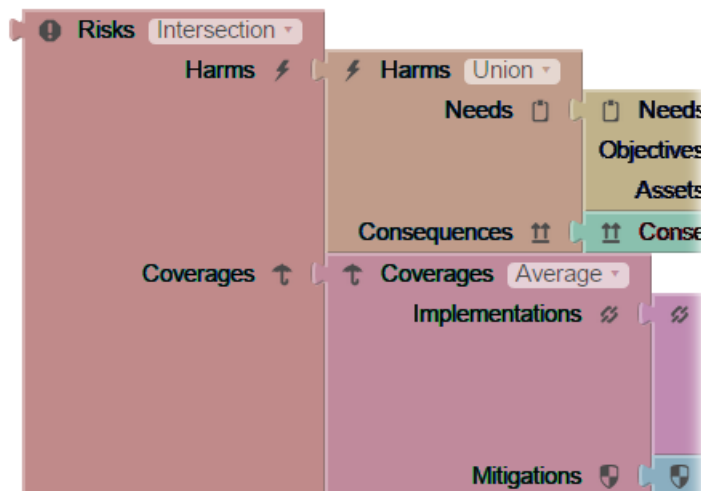 Risks Intersection
Harms Harms Union
Needs Needs
Objectives
Assets
Consequences Conse
Coverages Coverages Average
Implementations
Mitigations